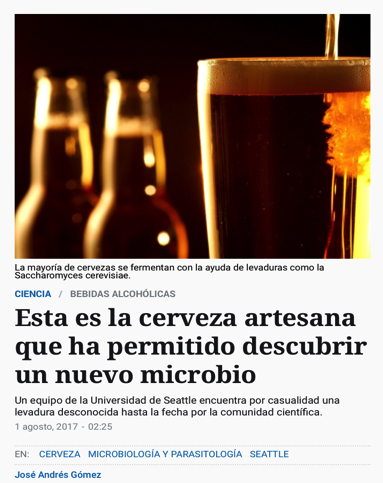 La mayoría de cervezas se fermentan con la ayuda de levaduras como la
Saccharomyces cerevisiae.
CIENCIA / BEBIDAS ALCOHÓLICAS
Esta es la cerveza artesana
que ha permitido descubrir
un nuevo microbio
Un equipo de la Universidad de Seattle encuentra por casualidad una
levadura desconocida hasta la fecha por la comunidad científica.
1 agosto, 2017 - 02:25
EN: CERVEZA MICROBIOLOGÍA Y PARASITOLOGÍA SEATTLE
José Andrés Gómez